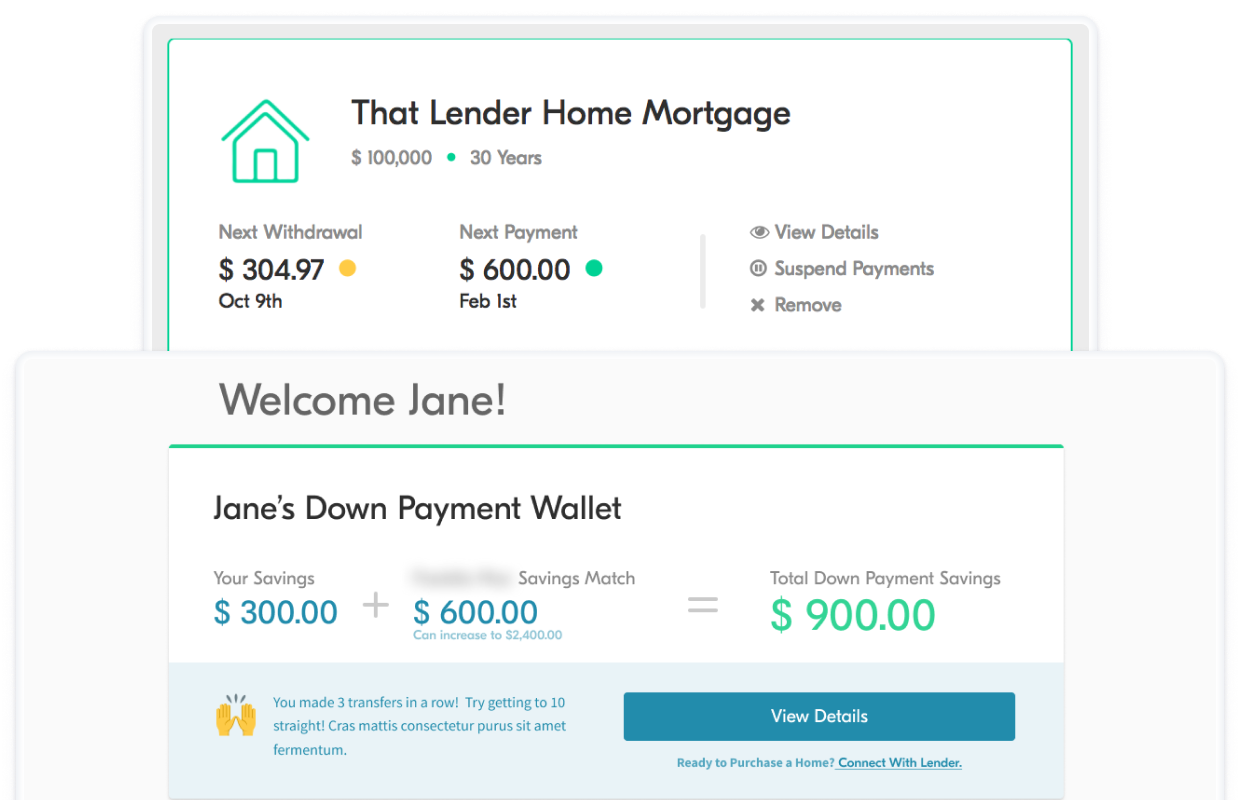 That Lender Home Mortgage
$ 100,000 • 30 Years
Next Withdrawal
$ 304.97
Oct 9th
Next Payment
$ 600.00
Feb 1st
View Details
Suspend Payments
Remove
Welcome Jane!
Jane’s Down Payment Wallet
Your Savings
$ 300.00
+
Savings Match
$ 600.00
Can increase to $2,400.00
=
Total Down Payment Savings
$ 900.00
You made 3 transfers in a row! Try getting to 10
straight! Cras mattis consectetur purus sit amet
fermentum.
View Details
Ready to Purchase a Home? Connect With Lender.